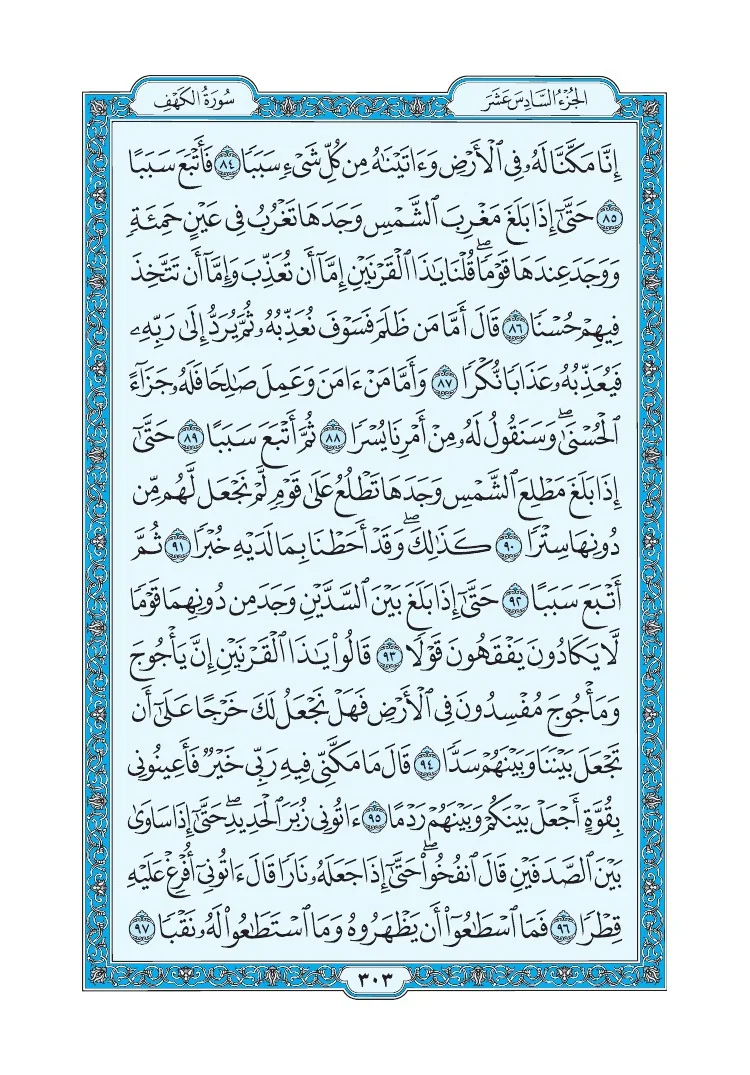 الجُزْءُ السَّادِسَ عَشَرَ
سُورَةُ الكَهْفِ
إِنَّا مَكَّنَّا لَهُۥ فِي ٱلْأَرْضِ وَءَاتَيْنَٰهُ مِن كُلِّ شَىْءٖ سَبَبٗا ٨٤ فَأَتْبَعَ سَبَبًا
٨٥ حَتَّىٰٓ إِذَا بَلَغَ مَغْرِبَ ٱلشَّمْسِ وَجَدَهَا تَغْرُبُ فِي عَيْنٍ حَمِئَةٖ
وَوَجَدَ عِندَهَا قَوْمٗاۖ قُلْنَا يَٰذَا ٱلْقَرْنَيْنِ إِمَّآ أَن تُعَذِّبَ وَإِمَّآ أَن تَتَّخِذَ
فِيهِمْ حُسْنٗا ٨٦ قَالَ أَمَّا مَن ظَلَمَ فَسَوْفَ نُعَذِّبُهُۥ ثُمَّ يُرَدُّ إِلَىٰ رَبِّهِۦ
فَيُعَذِّبُهُۥ عَذَابٗا نُّكْرٗا ٨٧ وَأَمَّا مَنْ ءَامَنَ وَعَمِلَ صَٰلِحٗا فَلَهُۥ جَزَآءً
ٱلْحُسْنَىٰۖ وَسَنَقُولُ لَهُۥ مِنْ أَمْرِنَا يُسْرٗا ٨٨ ثُمَّ أَتْبَعَ سَبَبًا ٨٩ حَتَّىٰٓ
إِذَا بَلَغَ مَطْلِعَ ٱلشَّمْسِ وَجَدَهَا تَطْلُعُ عَلَىٰ قَوْمٖ لَّمْ نَجْعَل لَّهُم مِّن
دُونِهَا سِتْرٗا ٩٠ كَذَٰلِكَۖ وَقَدْ أَحَطْنَا بِمَا لَدَيْهِ خُبْرٗا ٩١ ثُمَّ
أَتْبَعَ سَبَبًا ٩٢ حَتَّىٰٓ إِذَا بَلَغَ بَيْنَ ٱلسَّدَّيْنِ وَجَدَ مِن دُونِهِمَا قَوْمٗا
لَّا يَكَادُونَ يَفْقَهُونَ قَوْلٗا ٩٣ قَالُوا۟ يَٰذَا ٱلْقَرْنَيْنِ إِنَّ يَأْجُوجَ
وَمَأْجُوجَ مُفْسِدُونَ فِي ٱلْأَرْضِ فَهَلْ نَجْعَلُ لَكَ خَرْجًا عَلَىٰٓ أَن
تَجْعَلَ بَيْنَنَا وَبَيْنَهُمْ سَدّٗا ٩٤ قَالَ مَا مَكَّنِّي فِيهِ رَبِّي خَيْرٞ فَأَعِينُونِي
بِقُوَّةٍ أَجْعَلْ بَيْنَكُمْ وَبَيْنَهُمْ رَدْمًا ٩٥ ءَاتُونِي زُبَرَ ٱلْحَدِيدِۖ حَتَّىٰٓ إِذَا سَاوَىٰ
بَيْنَ ٱلصَّدَفَيْنِ قَالَ ٱنفُخُوا۟ۖ حَتَّىٰٓ إِذَا جَعَلَهُۥ نَارٗا قَالَ ءَاتُونِيٓ أُفْرِغْ عَلَيْهِ
قِطْرٗا ٩٦ فَمَا ٱسْطَٰعُوٓا۟ أَن يَظْهَرُوهُ وَمَا ٱسْتَطَٰعُوا۟ لَهُۥ نَقْبٗا ٩٧
٣٠٣